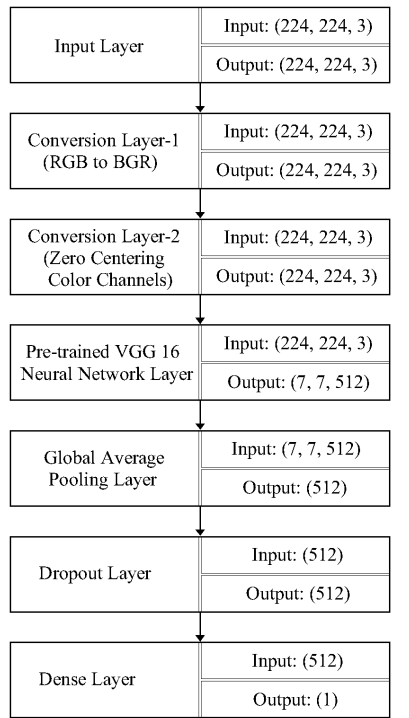 Input Layer
Input: (224, 224, 3)
Output: (224, 224, 3)
Conversion Layer-1
(RGB to BGR)
Input: (224, 224, 3)
Output: (224, 224, 3)
Conversion Layer-2
(Zero Centering
Color Channels)
Input: (224, 224, 3)
Output: (224, 224, 3)
Pre-trained VGG 16
Neural Network Layer
Input: (224, 224, 3)
Output: (7, 7, 512)
Global Average
Pooling Layer
Input: (7, 7, 512)
Output: (512)
Dropout Layer
Input: (512)
Output: (512)
Dense Layer
Input: (512)
Output: (1)